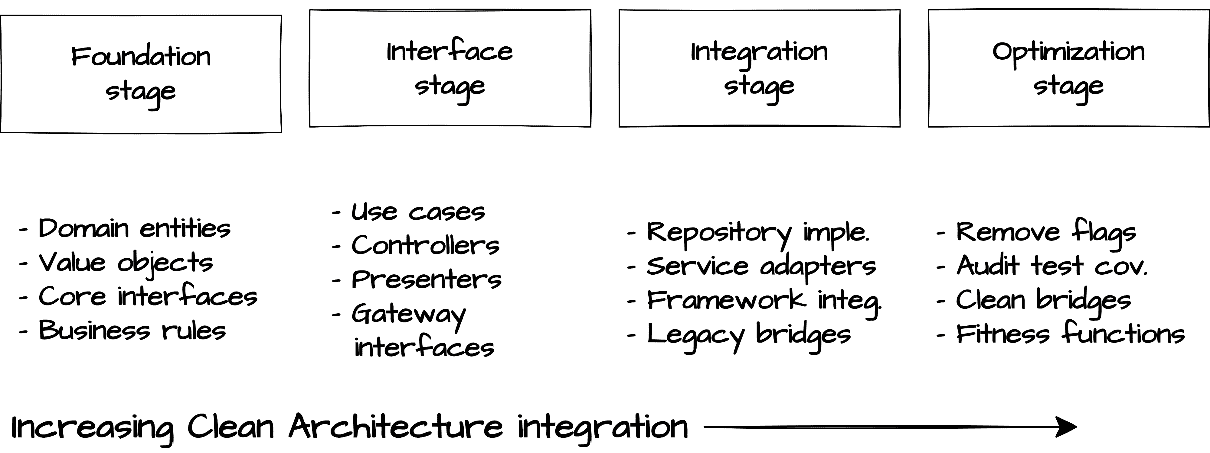 Foundation
stage
Interface
stage
Integration
stage
Optimization
stage
- Domain entities
- Value objects
- Core interfaces
- Business rules
- Use cases
- Controllers
- Presenters
- Gateway
interfaces
- Repository imple.
- Service adapters
- Framework integ.
- Legacy bridges
- Remove flags
- Audit test cov.
- Clean bridges
- Fitness functions
Increasing Clean Architecture integration